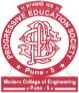 PROGRESSIVE EDUCATION SOCIETY
Pune - 5
Modern College of Engineering
Pune - 5